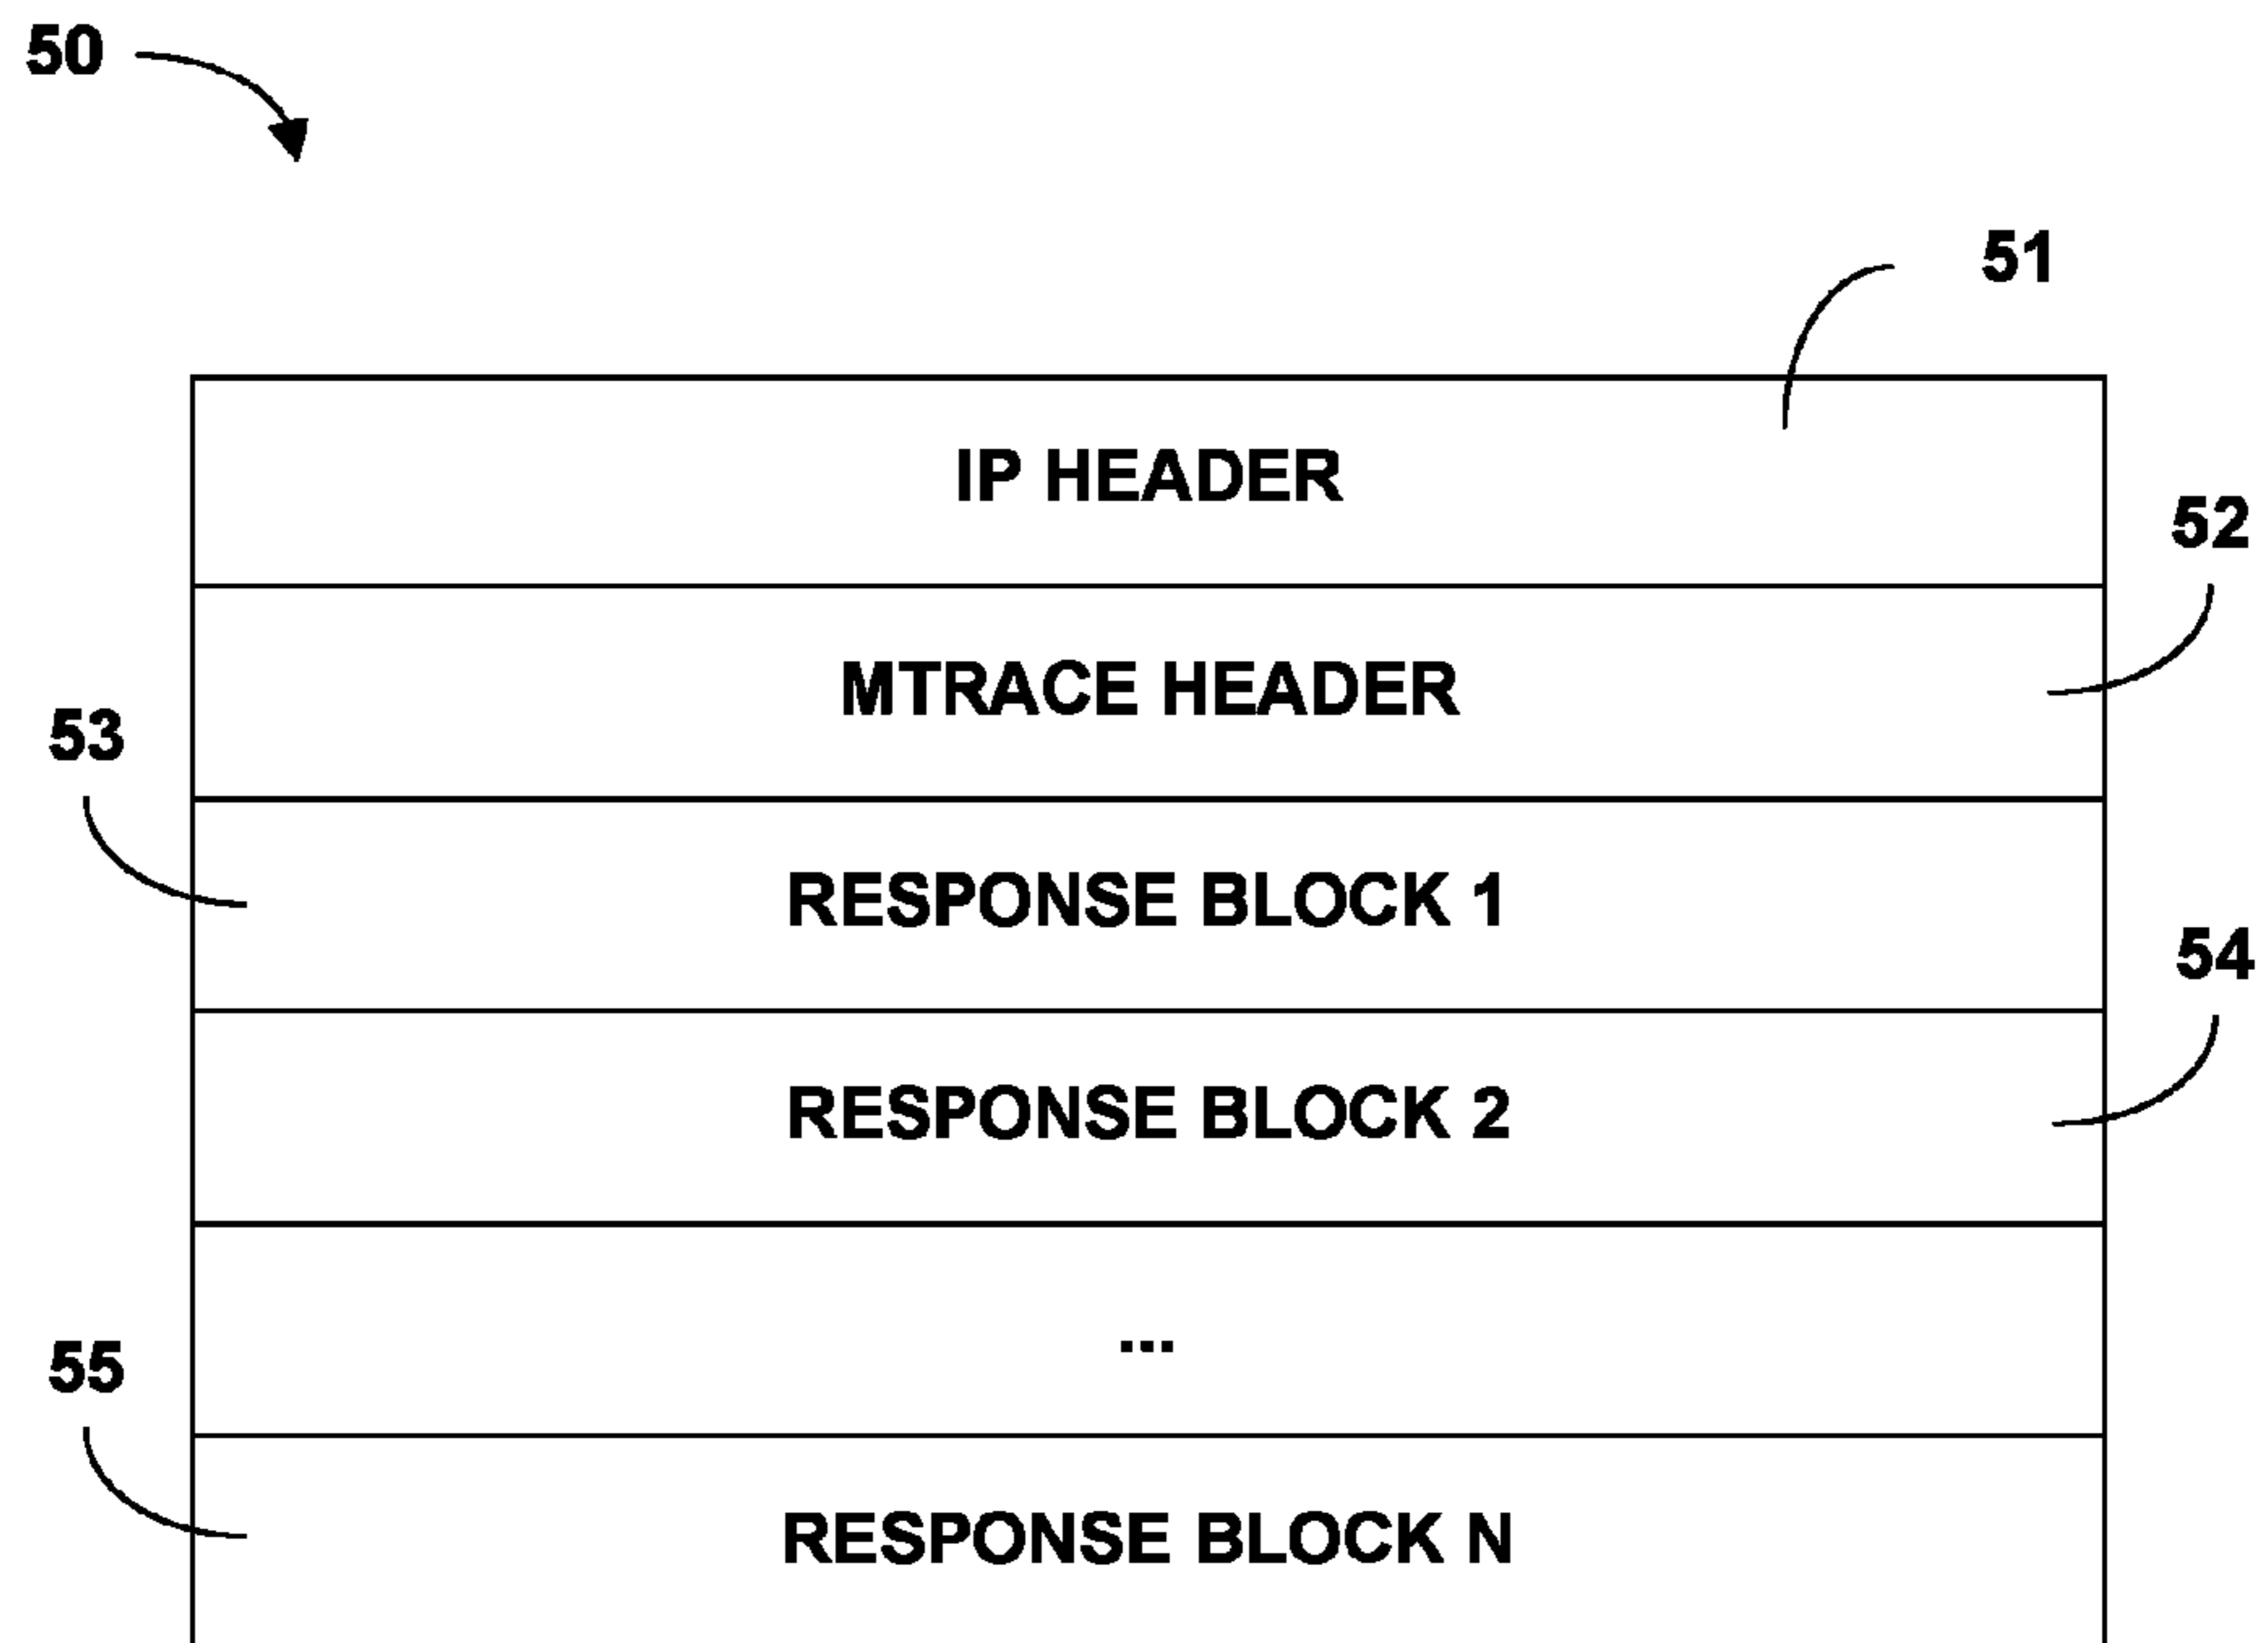 50
51
IP HEADER
52
MTRACE HEADER
53
RESPONSE BLOCK 1
54
RESPONSE BLOCK 2
...
55
RESPONSE BLOCK N